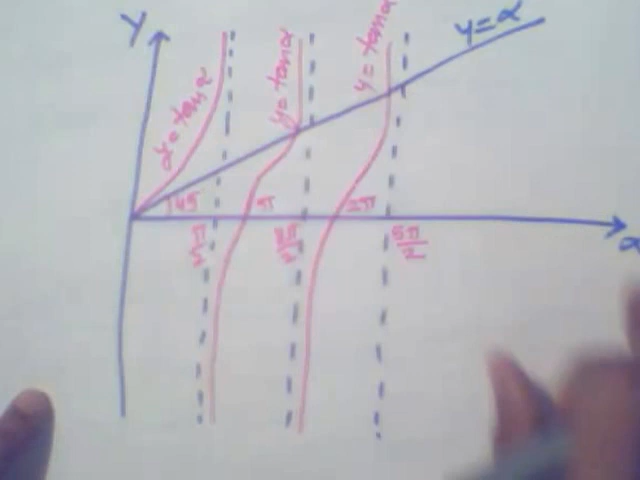 y
y = α
y = tanα
y = tanα
y = tanα
45
π
2π
π/2
3π/2
5π/2
α